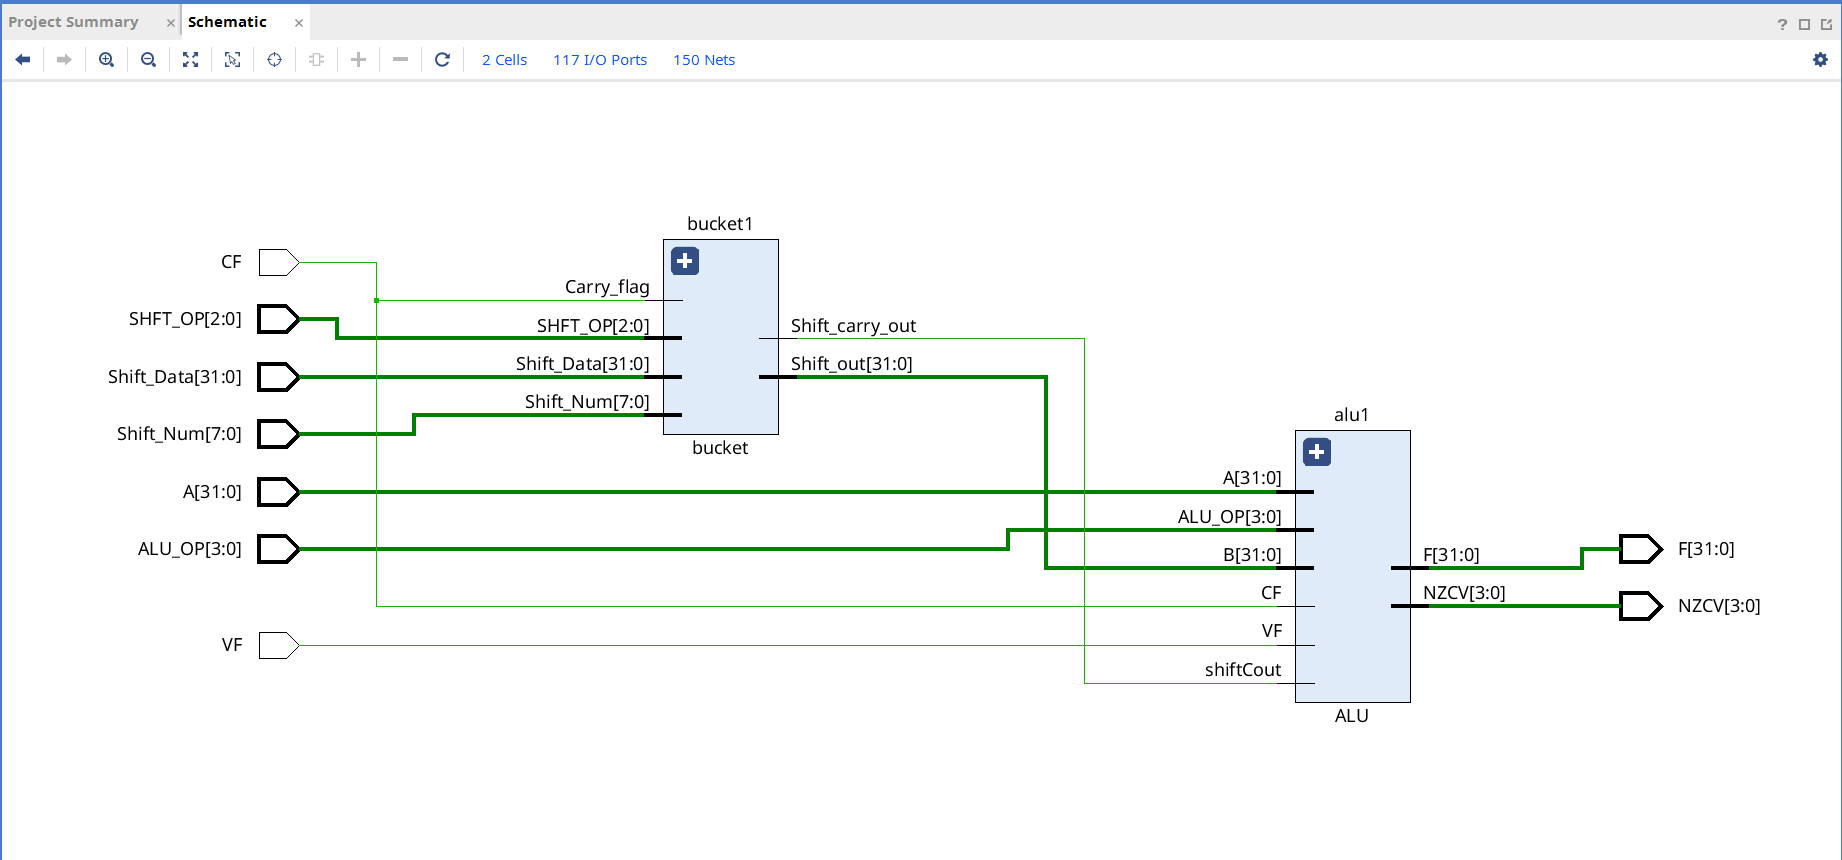 Project Summary
Schematic
2 Cells
117 I/O Ports
150 Nets
bucket1
CF
Carry_flag
SHFT_OP[2:0]
SHFT_OP[2:0]
Shift_carry_out
Shift_Data[31:0]
Shift_Data[31:0]
Shift_out[31:0]
Shift_Num[7:0]
Shift_Num[7:0]
bucket
alu1
A[31:0]
A[31:0]
ALU_OP[3:0]
ALU_OP[3:0]
B[31:0]
F[31:0]
F[31:0]
CF
NZCV[3:0]
NZCV[3:0]
VF
VF
shiftCout
ALU